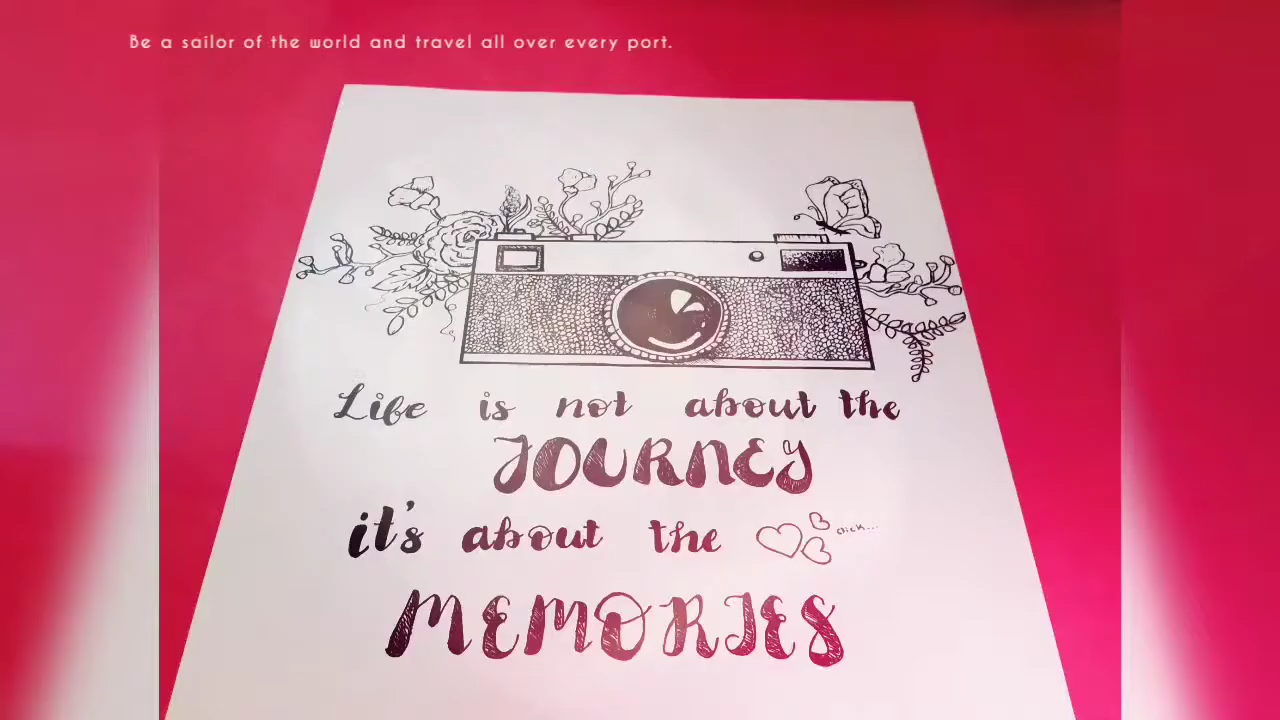 Be a sailor of the world and travel all over every port.
Life is not about the
JOURNEY
it's about the
click...
MEMORIES